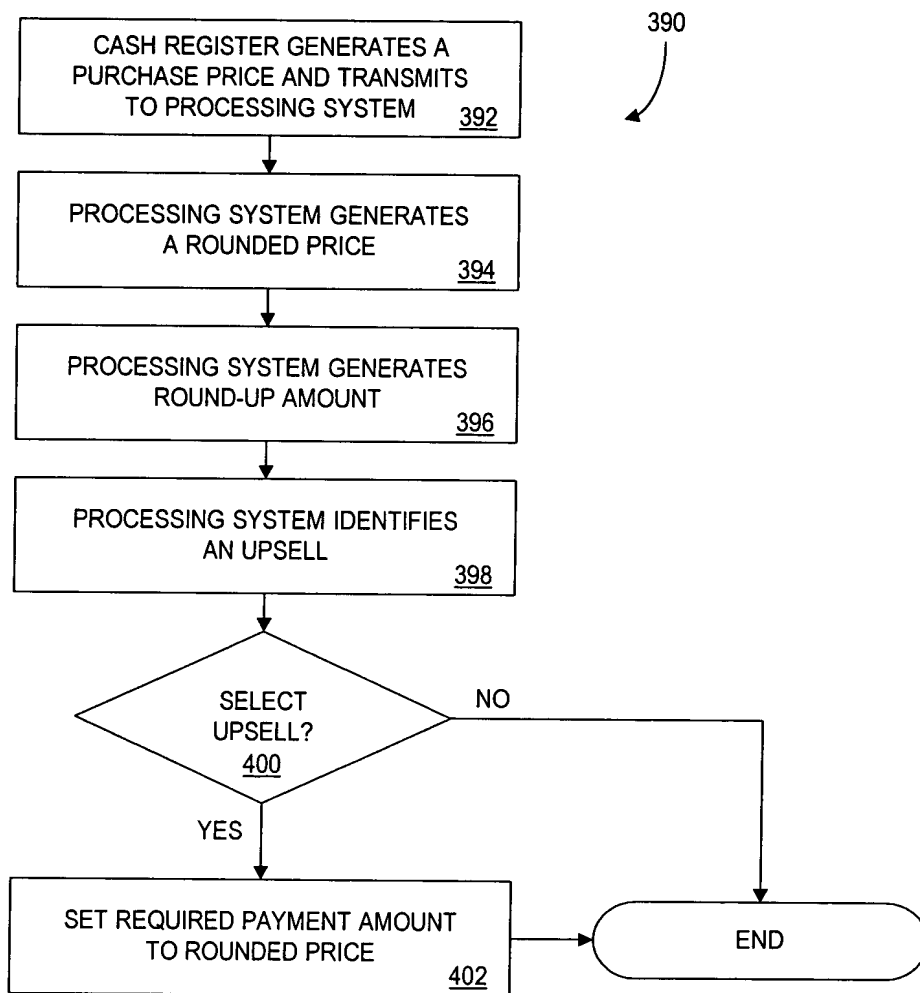 390
CASH REGISTER GENERATES A
PURCHASE PRICE AND TRANSMITS
TO PROCESSING SYSTEM
392
PROCESSING SYSTEM GENERATES
A ROUNDED PRICE
394
PROCESSING SYSTEM GENERATES
ROUND-UP AMOUNT
396
PROCESSING SYSTEM IDENTIFIES
AN UPSELL
398
SELECT
UPSELL?
400
NO
YES
SET REQUIRED PAYMENT AMOUNT
TO ROUNDED PRICE
402
END